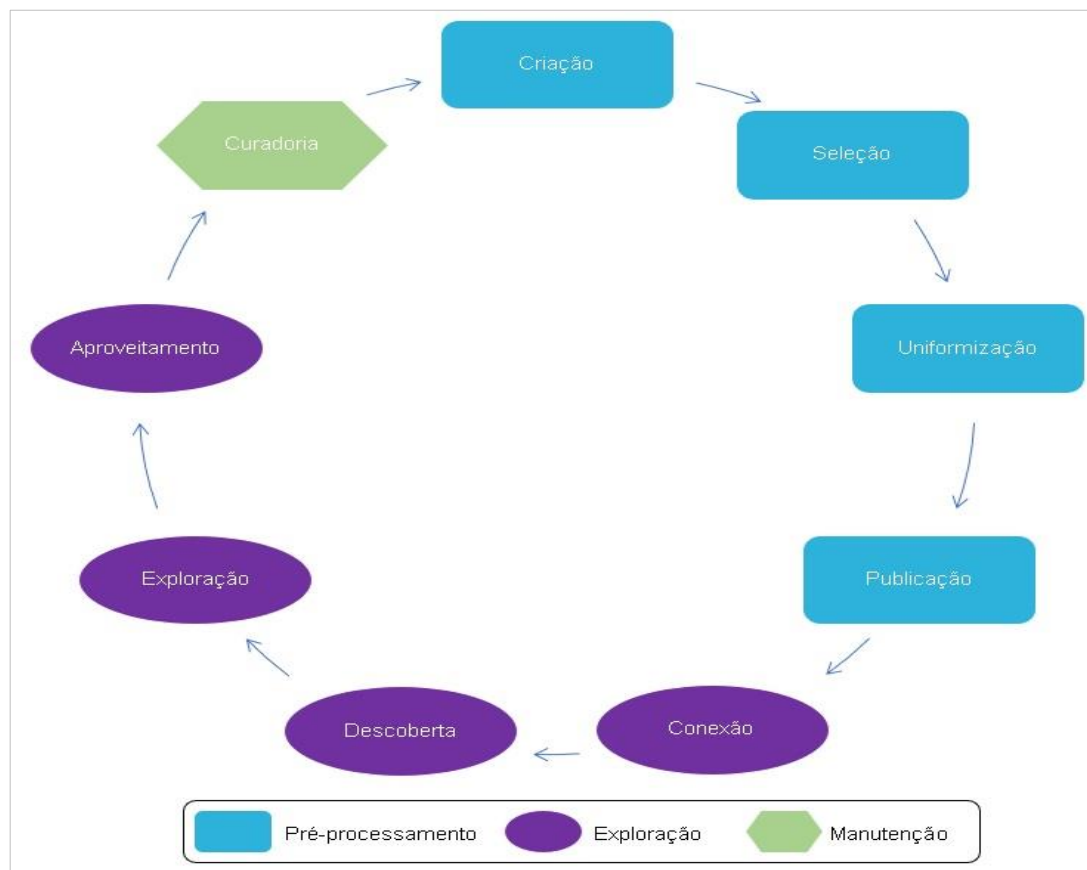 Criação
Seleção
Uniformização
Publicação
Conexão
Descoberta
Exploração
Aproveitamento
Curadoria
Pré-processamento
Exploração
Manutenção